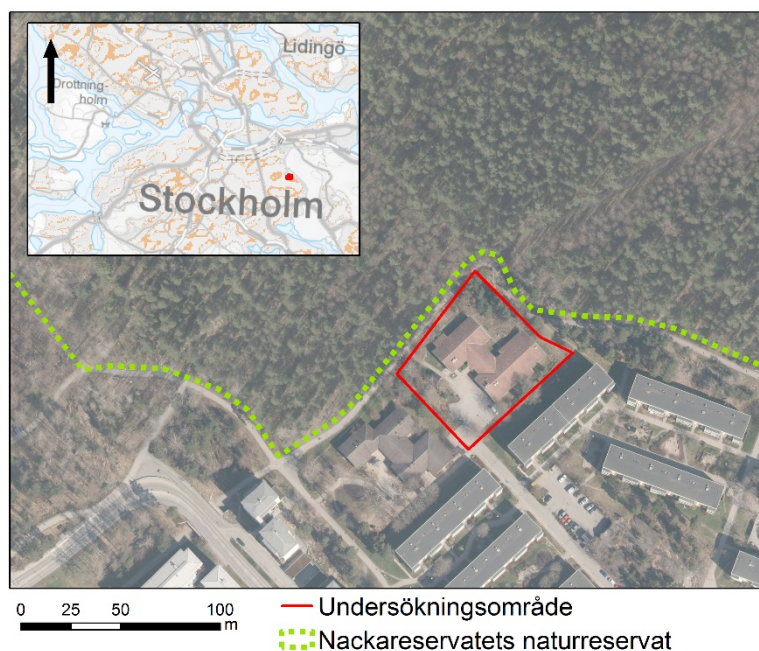 Lidingö
Drottning-
holm
Stockholm
0 25 50 100
m
Undersökningsområde
Nackareservatets naturreservat